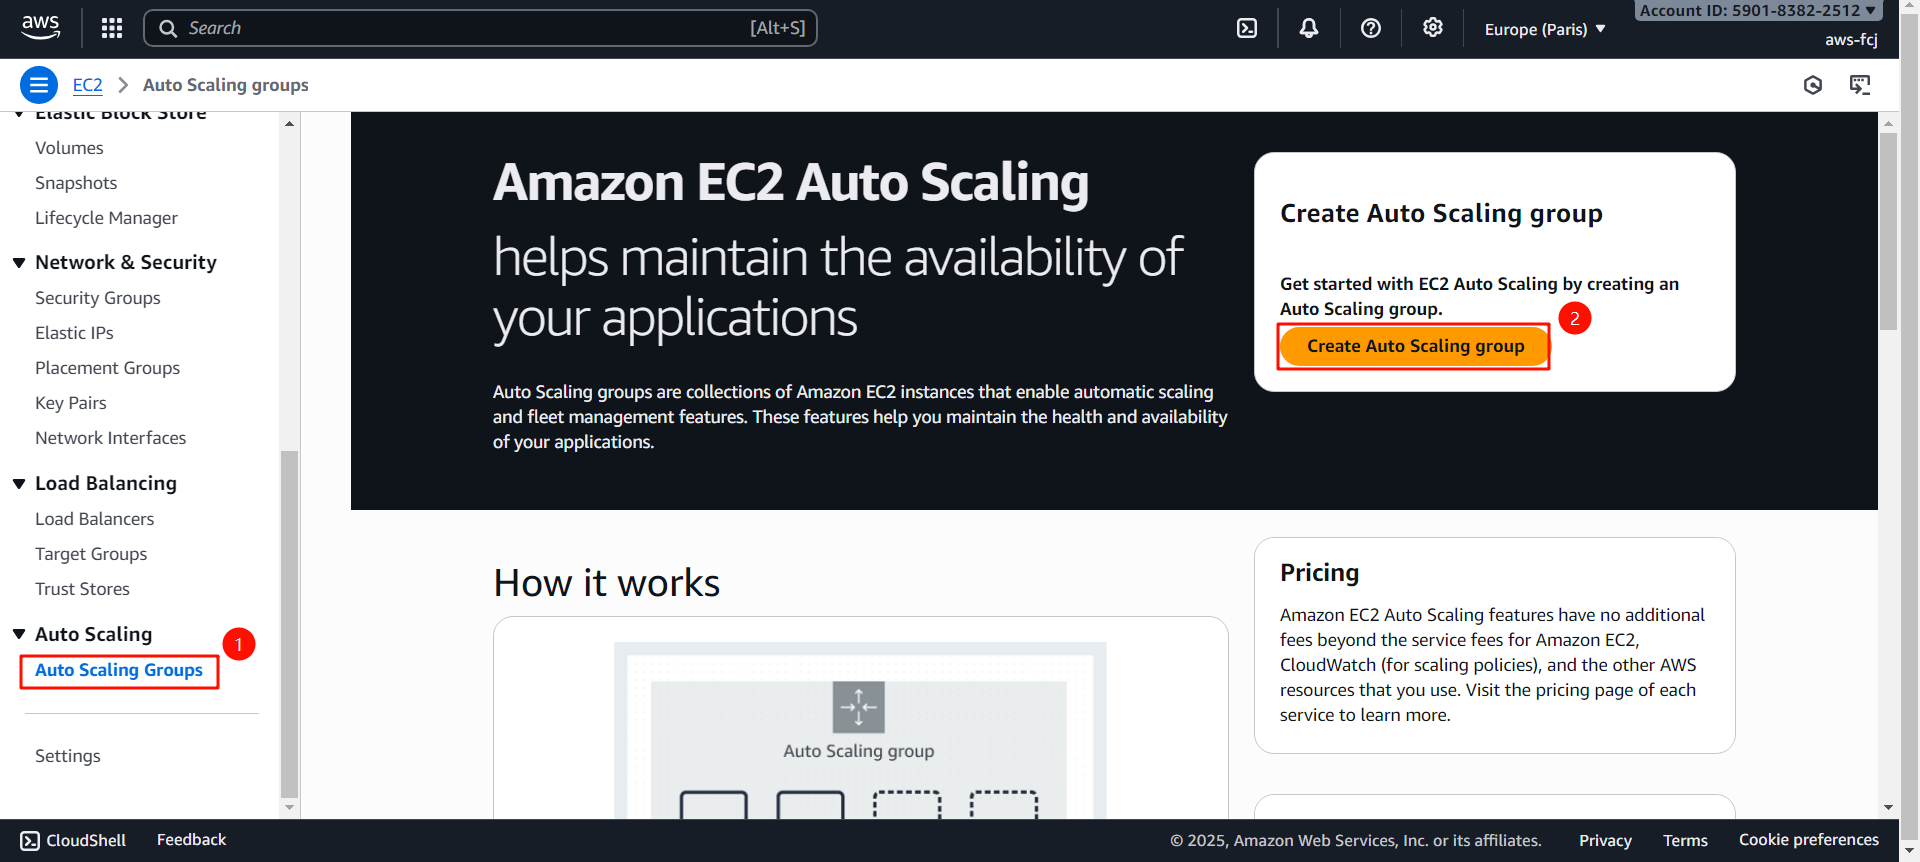 aws
Search
[Alt+S]
Europe (Paris)
Account ID: 5901-8382-2512
aws-fcj
EC2
Auto Scaling groups
Elastic Block Store
Volumes
Snapshots
Lifecycle Manager
Network & Security
Security Groups
Elastic IPs
Placement Groups
Key Pairs
Network Interfaces
Load Balancing
Load Balancers
Target Groups
Trust Stores
Auto Scaling
1
Auto Scaling Groups
Settings
Amazon EC2 Auto Scaling
helps maintain the availability of
your applications
Auto Scaling groups are collections of Amazon EC2 instances that enable automatic scaling
and fleet management features. These features help you maintain the health and availability
of your applications.
Create Auto Scaling group
Get started with EC2 Auto Scaling by creating an
Auto Scaling group.
2
Create Auto Scaling group
How it works
Auto Scaling group
Pricing
Amazon EC2 Auto Scaling features have no additional
fees beyond the service fees for Amazon EC2,
CloudWatch (for scaling policies), and the other AWS
resources that you use. Visit the pricing page of each
service to learn more.
CloudShell
Feedback
© 2025, Amazon Web Services, Inc. or its affiliates.
Privacy
Terms
Cookie preferences